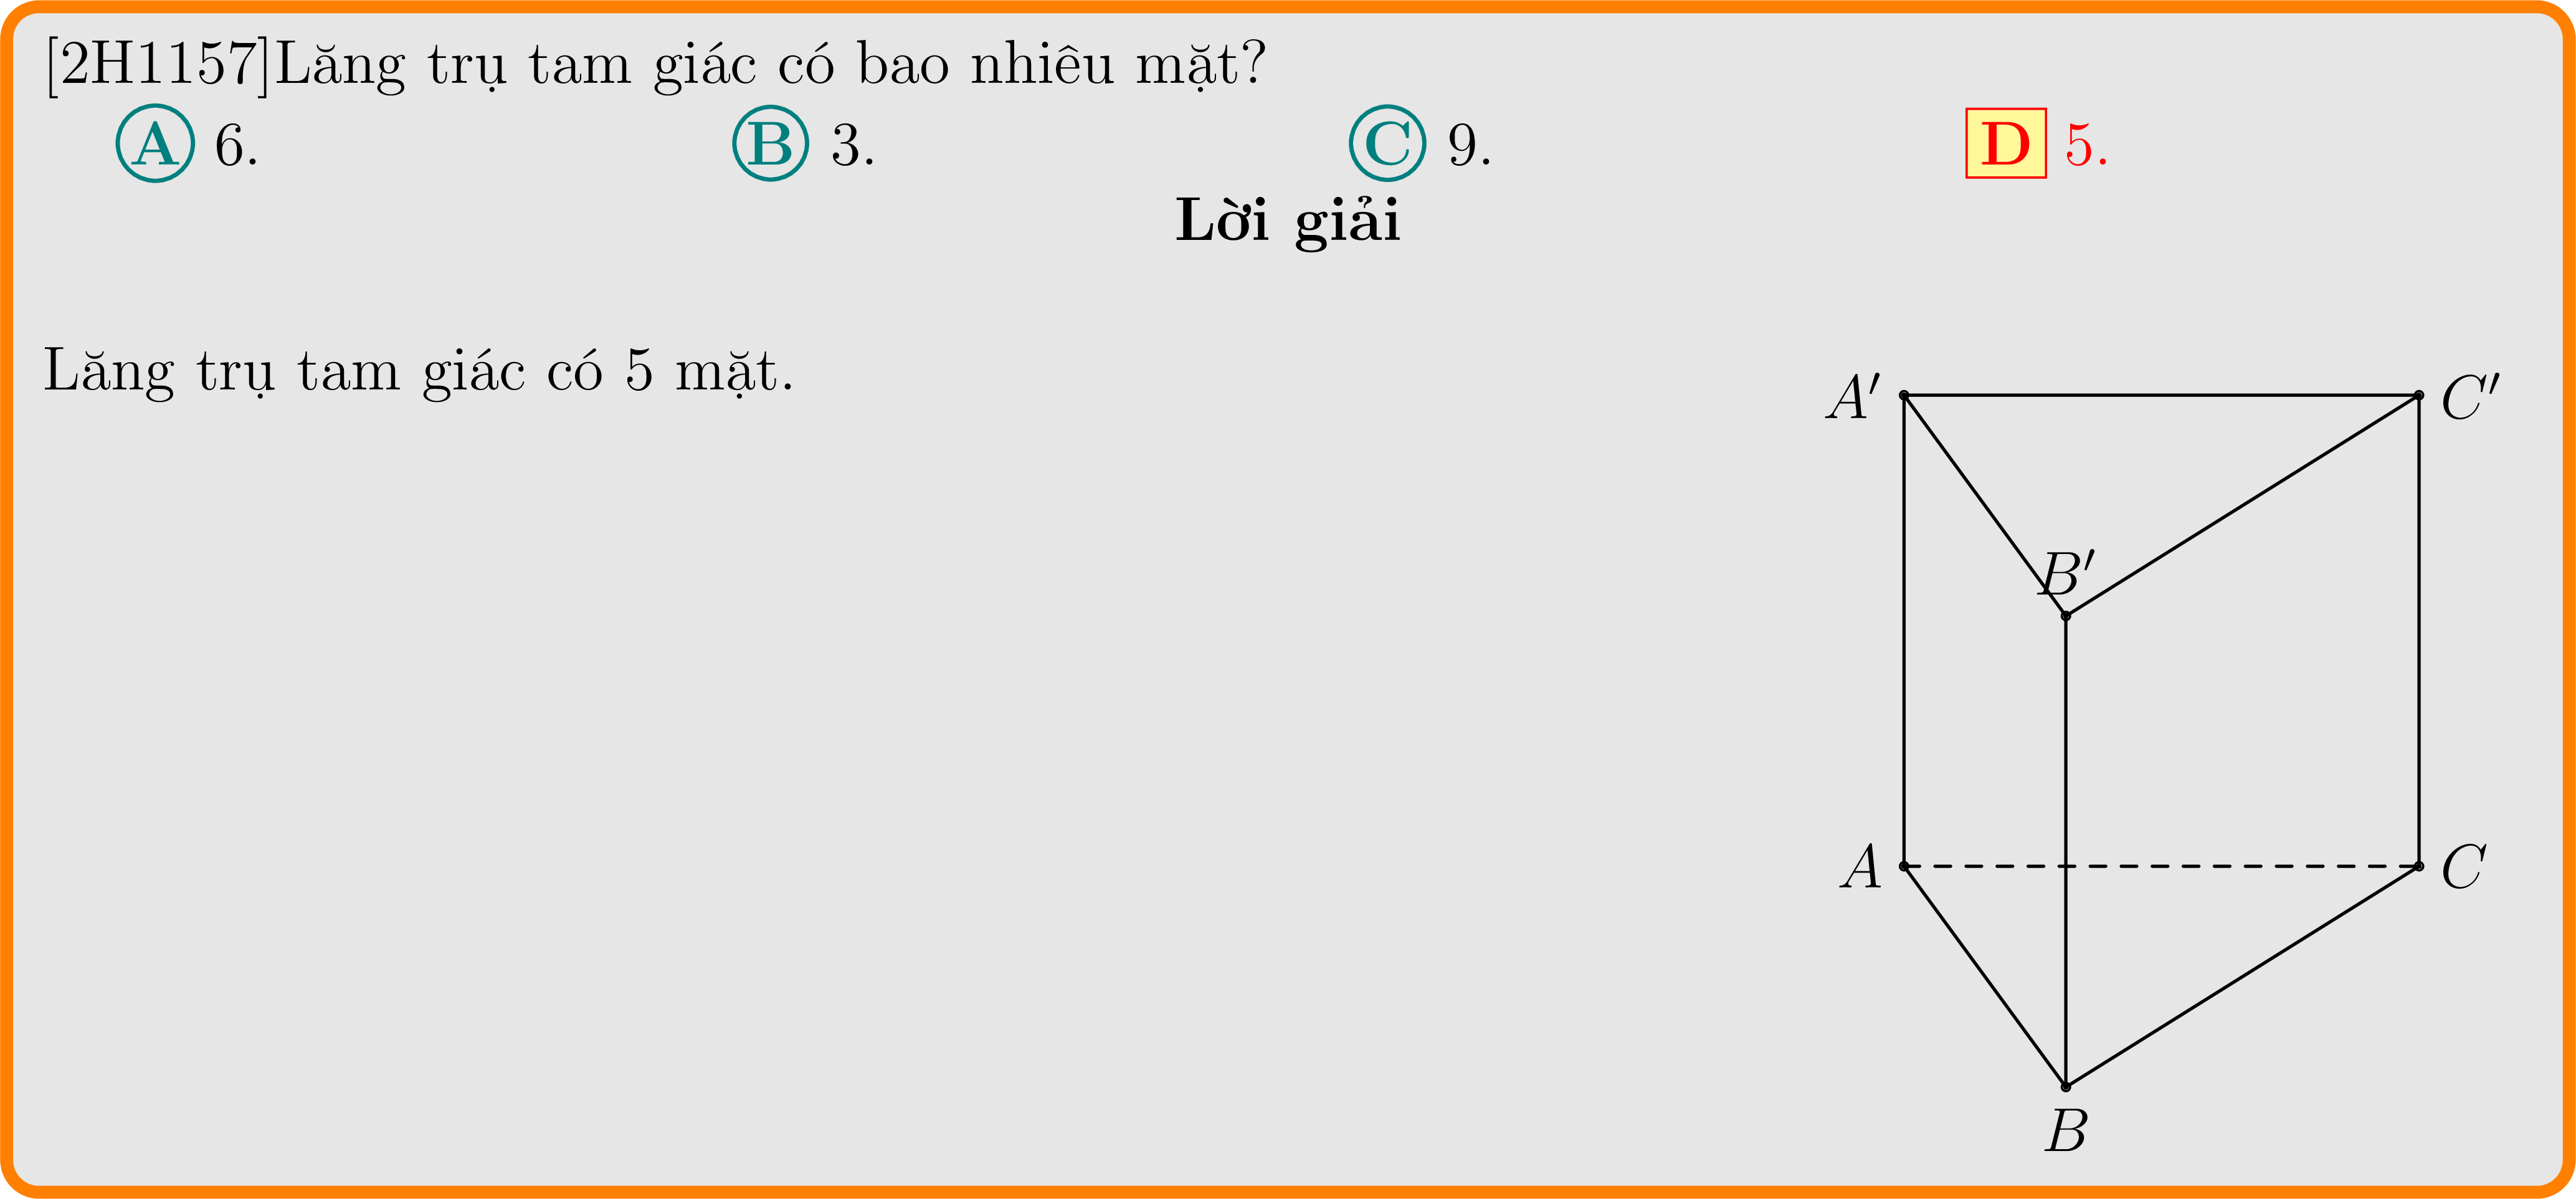 [2H1157]Lăng trụ tam giác có bao nhiêu mặt?
A 6. B 3. C 9. D 5.
Lời giải
Lăng trụ tam giác có 5 mặt.
A′ C′
B′
A C
B